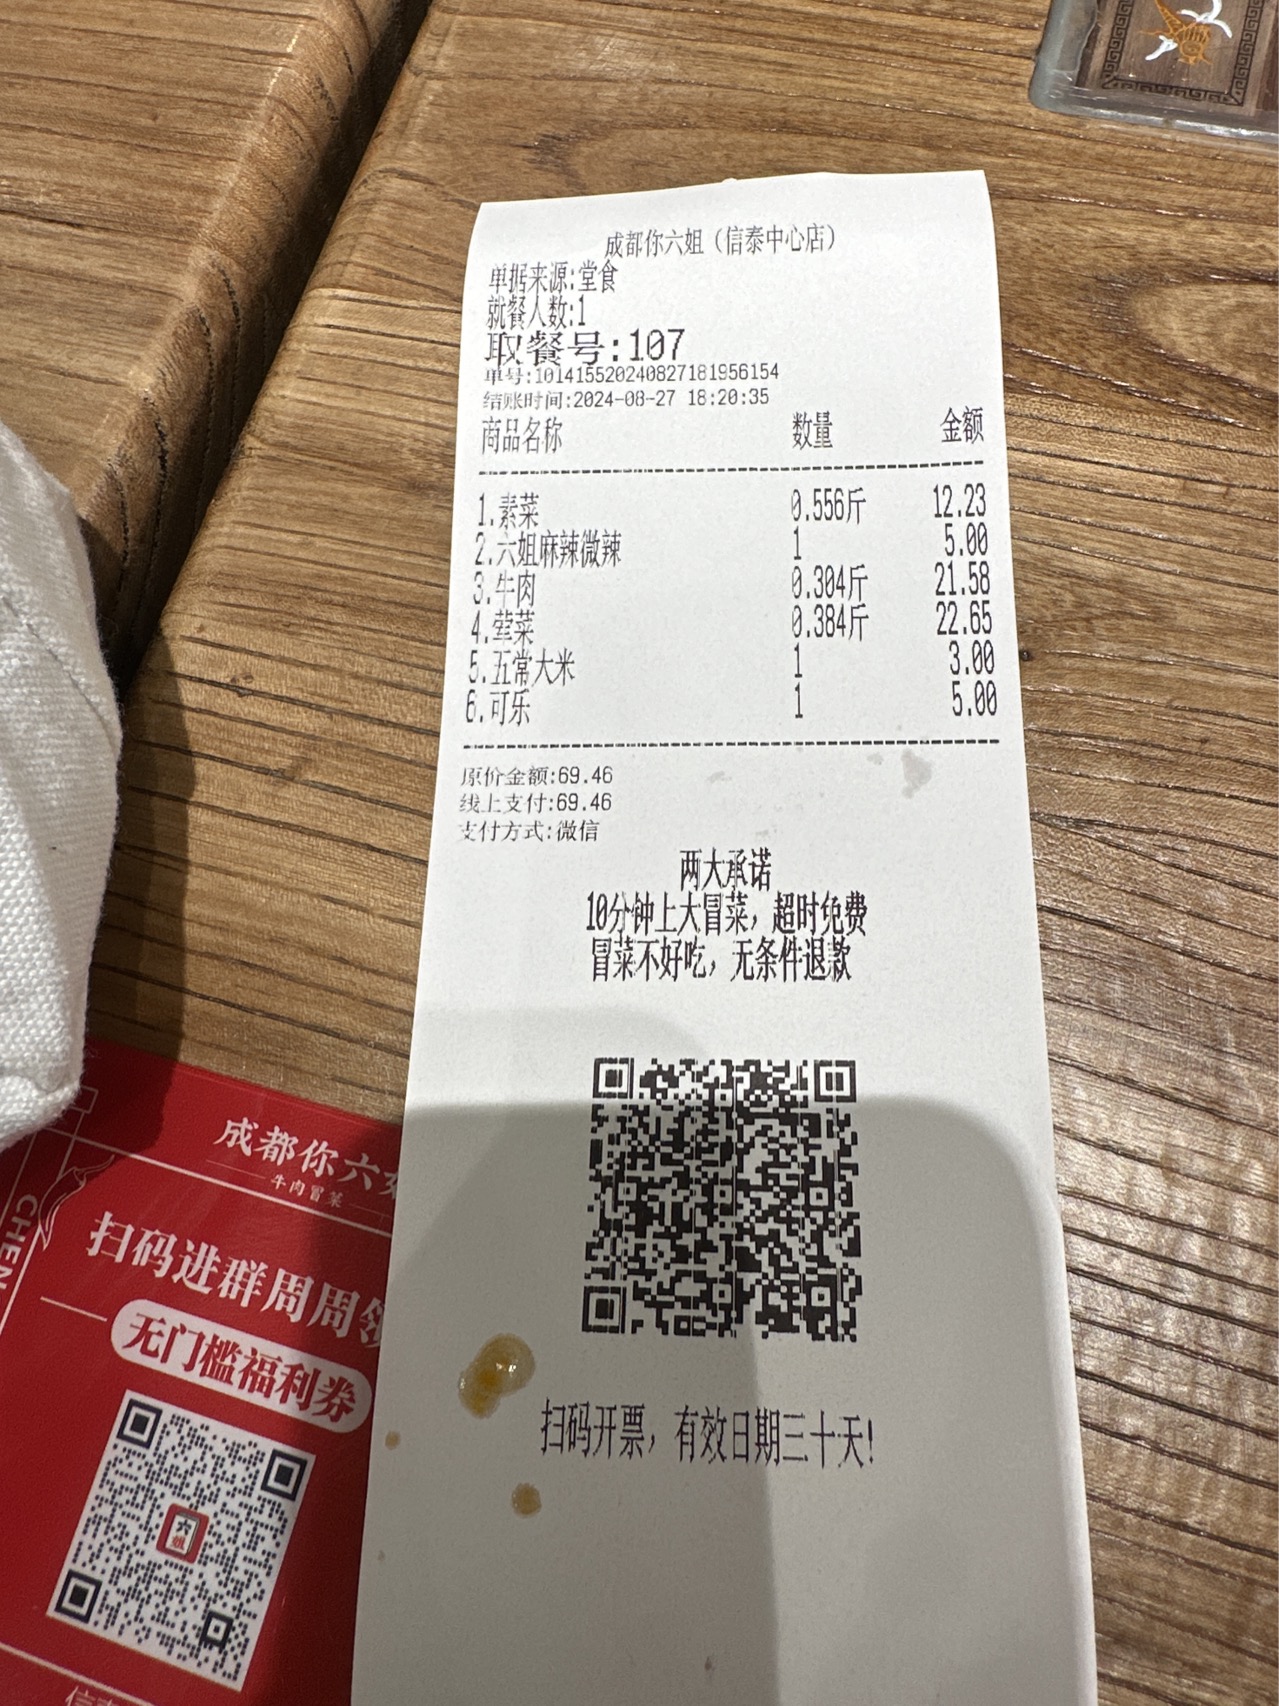 成都你六姐（信泰中心店）
单据来源:堂食
就餐人数:1
取餐号:107
单号:10141552024082718195​6154
结账时间:2024-08-27 18:20:35
商品名称 数量 金额
1.素菜 0.556斤 12.23
2.六姐麻辣微辣 1 5.00
3.牛肉 0.304斤 21.58
4.荤菜 0.384斤 22.65
5.五常大米 1 3.00
6.可乐 1 5.00
原价金额:69.46
线上支付:69.46
支付方式:微信
两大承诺
10分钟上大冒菜，超时免费
冒菜不好吃，无条件退款
扫码开票，有效日期三十天!
成都你六
牛肉冒菜
扫码进群周周领
无门槛福利券
六姐
CHEN